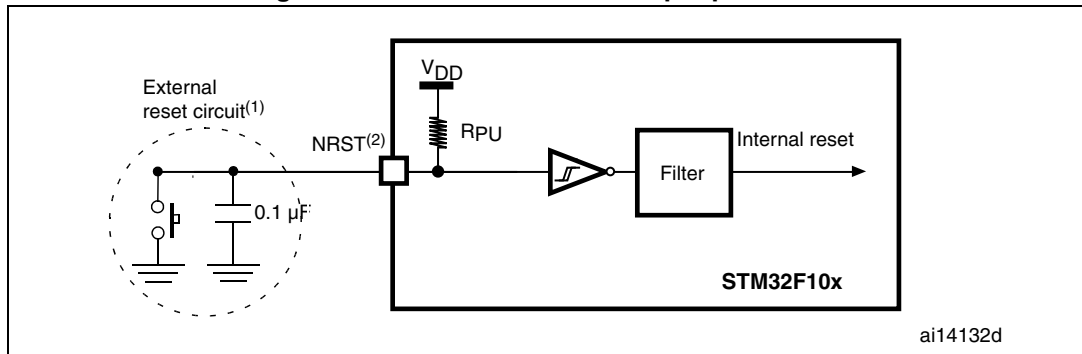 External
reset circuit(1)
NRST(2)
VDD
RPU
0.1 µF
Filter
Internal reset
STM32F10x
ai14132d